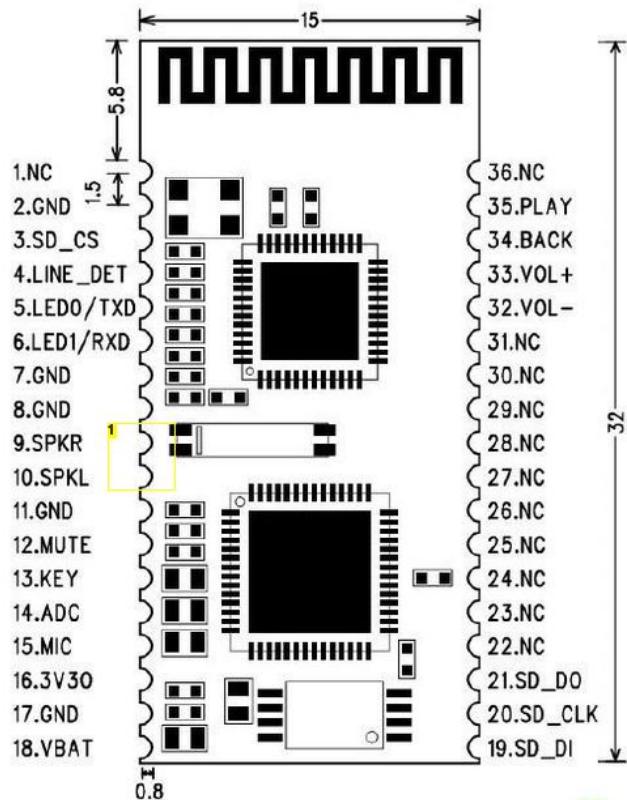 15
5.8
1.5
1.NC
2.GND
3.SD_CS
4.LINE_DET
5.LED0/TXD
6.LED1/RXD
7.GND
8.GND
1
9.SPKR
10.SPKL
11.GND
12.MUTE
13.KEY
14.ADC
15.MIC
16.3V3O
17.GND
18.VBAT
0.8
36.NC
35.PLAY
34.BACK
33.VOL+
32.VOL-
31.NC
30.NC
29.NC
28.NC
27.NC
26.NC
25.NC
24.NC
23.NC
22.NC
21.SD_DO
20.SD_CLK
19.SD_DI
32